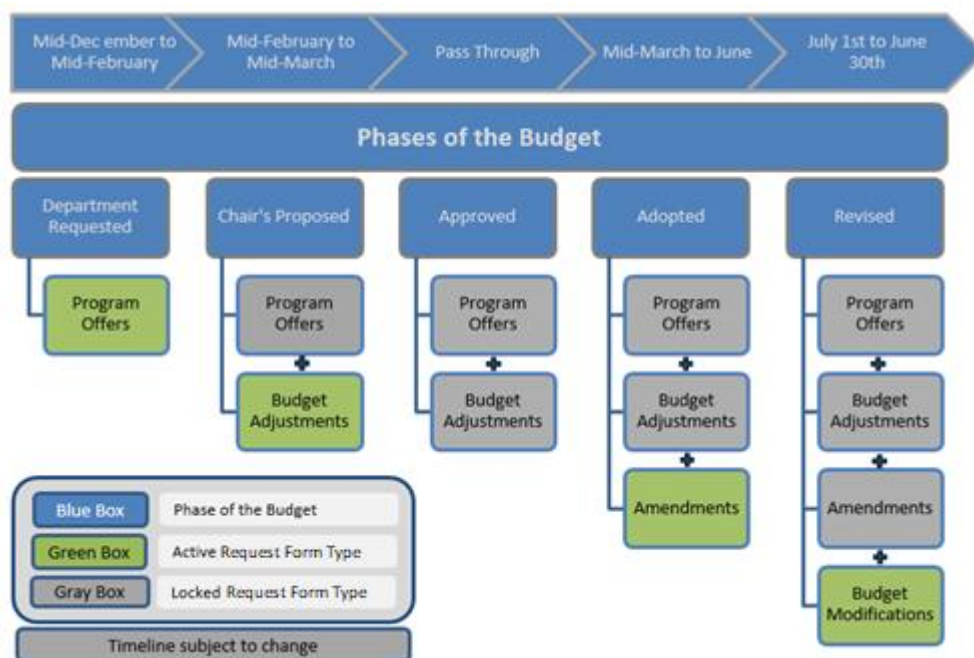 Mid-Dec ember to
Mid-February
Mid-February to
Mid-March
Pass Through
Mid-March to June
July 1st to June
30th
Phases of the Budget
Department
Requested
Chair's Proposed
Approved
Adopted
Revised
Program
Offers
Program
Offers
Program
Offers
Program
Offers
Program
Offers
Budget
Adjustments
Budget
Adjustments
Budget
Adjustments
Budget
Adjustments
Amendments
Amendments
Budget
Modifications
Blue Box
Phase of the Budget
Green Box
Active Request Form Type
Gray Box
Locked Request Form Type
Timeline subject to change